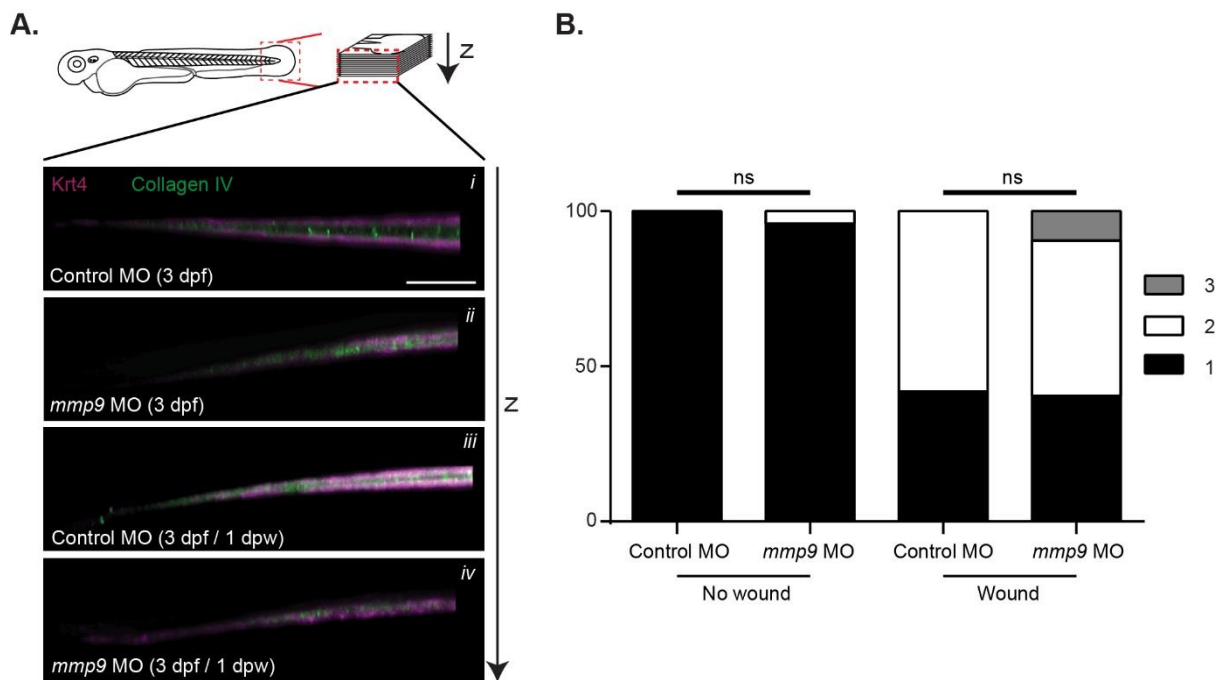 A.
Z
Krt4 Collagen IV i
Control MO (3 dpf)
ii
mmp9 MO (3 dpf)
iii
Control MO (3 dpf / 1 dpw)
iv
mmp9 MO (3 dpf / 1 dpw)
Z
B.
ns ns
100
50
0
3
2
1
Control MO mmp9 MO Control MO mmp9 MO
No wound Wound